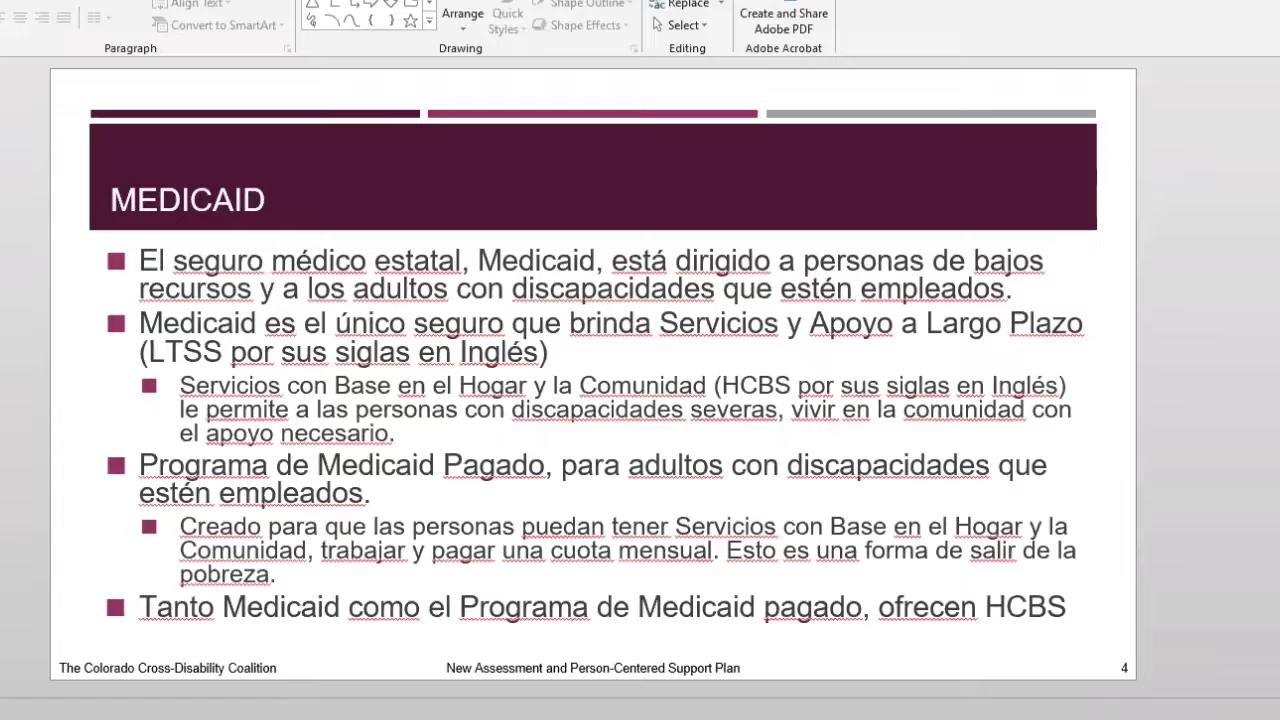 Align Text
Shape Outline
Replace
Convert to SmartArt
Arrange
Quick
Styles
Shape Effects
Select
Create and Share
Adobe PDF
Paragraph
Drawing
Editing
Adobe Acrobat
MEDICAID
El seguro médico estatal, Medicaid, está dirigido a personas de bajos
recursos y a los adultos con discapacidades que estén empleados.
Medicaid es el único seguro que brinda Servicios y Apoyo a Largo Plazo
(LTSS por sus siglas en Inglés)
Servicios con Base en el Hogar y la Comunidad (HCBS por sus siglas en Inglés)
le permite a las personas con discapacidades severas, vivir en la comunidad con
el apoyo necesario.
Programa de Medicaid Pagado, para adultos con discapacidades que
estén empleados.
Creado para que las personas puedan tener Servicios con Base en el Hogar y la
Comunidad, trabajar y pagar una cuota mensual. Esto es una forma de salir de la
pobreza.
Tanto Medicaid como el Programa de Medicaid pagado, ofrecen HCBS
The Colorado Cross-Disability Coalition
New Assessment and Person-Centered Support Plan
4